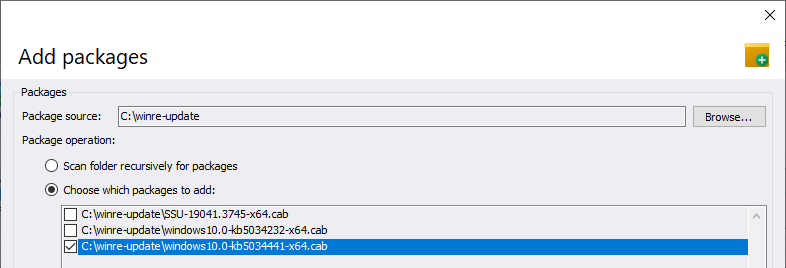 Add packages
Packages
Package source: C:\winre-update Browse...
Package operation:
Scan folder recursively for packages
Choose which packages to add:
C:\winre-update\SSU-19041.3745-x64.cab
C:\winre-update\windows10.0-kb5034232-x64.cab
C:\winre-update\windows10.0-kb5034441-x64.cab